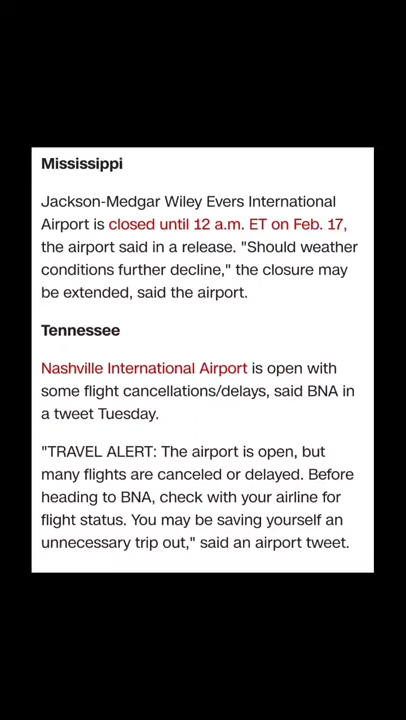 Mississippi
Jackson-Medgar Wiley Evers International
Airport is closed until 12 a.m. ET on Feb. 17,
the airport said in a release. "Should weather
conditions further decline," the closure may
be extended, said the airport.
Tennessee
Nashville International Airport is open with
some flight cancellations/delays, said BNA in
a tweet Tuesday.
"TRAVEL ALERT: The airport is open, but
many flights are canceled or delayed. Before
heading to BNA, check with your airline for
flight status. You may be saving yourself an
unnecessary trip out," said an airport tweet.